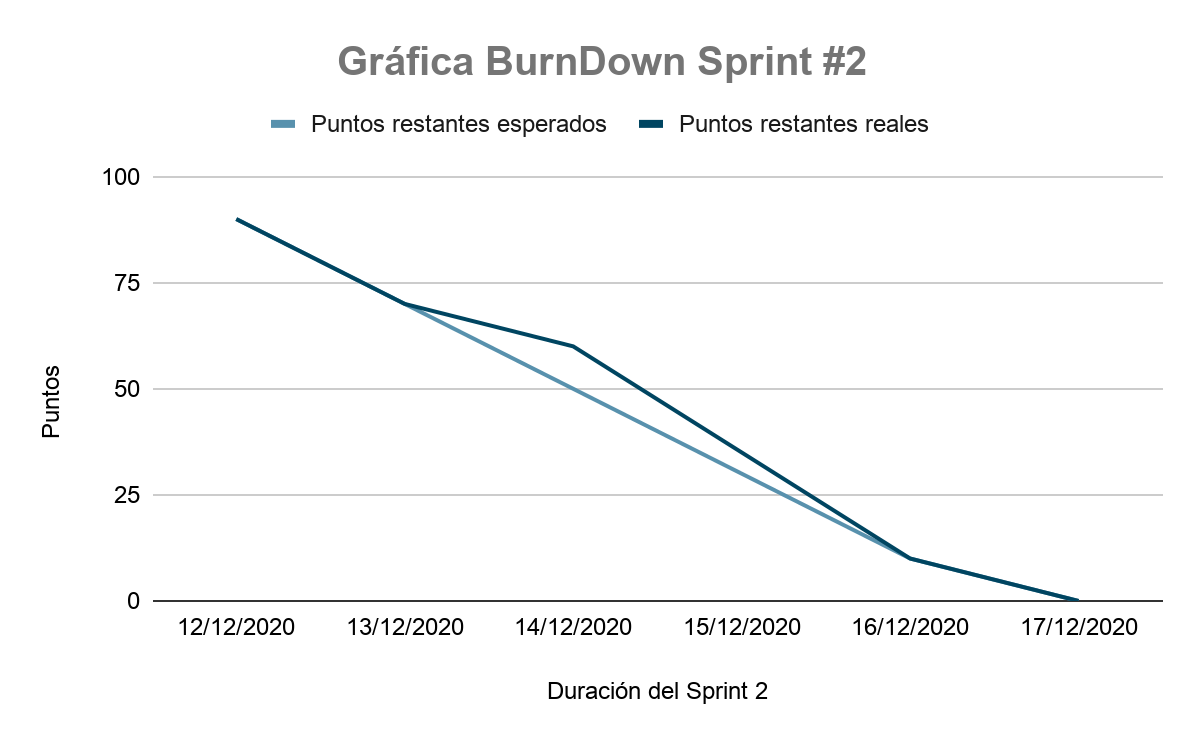 Gráfica BurnDown Sprint #2
Puntos restantes esperados Puntos restantes reales
100
75
50
25
0
Puntos
12/12/2020 13/12/2020 14/12/2020 15/12/2020 16/12/2020 17/12/2020
Duración del Sprint 2